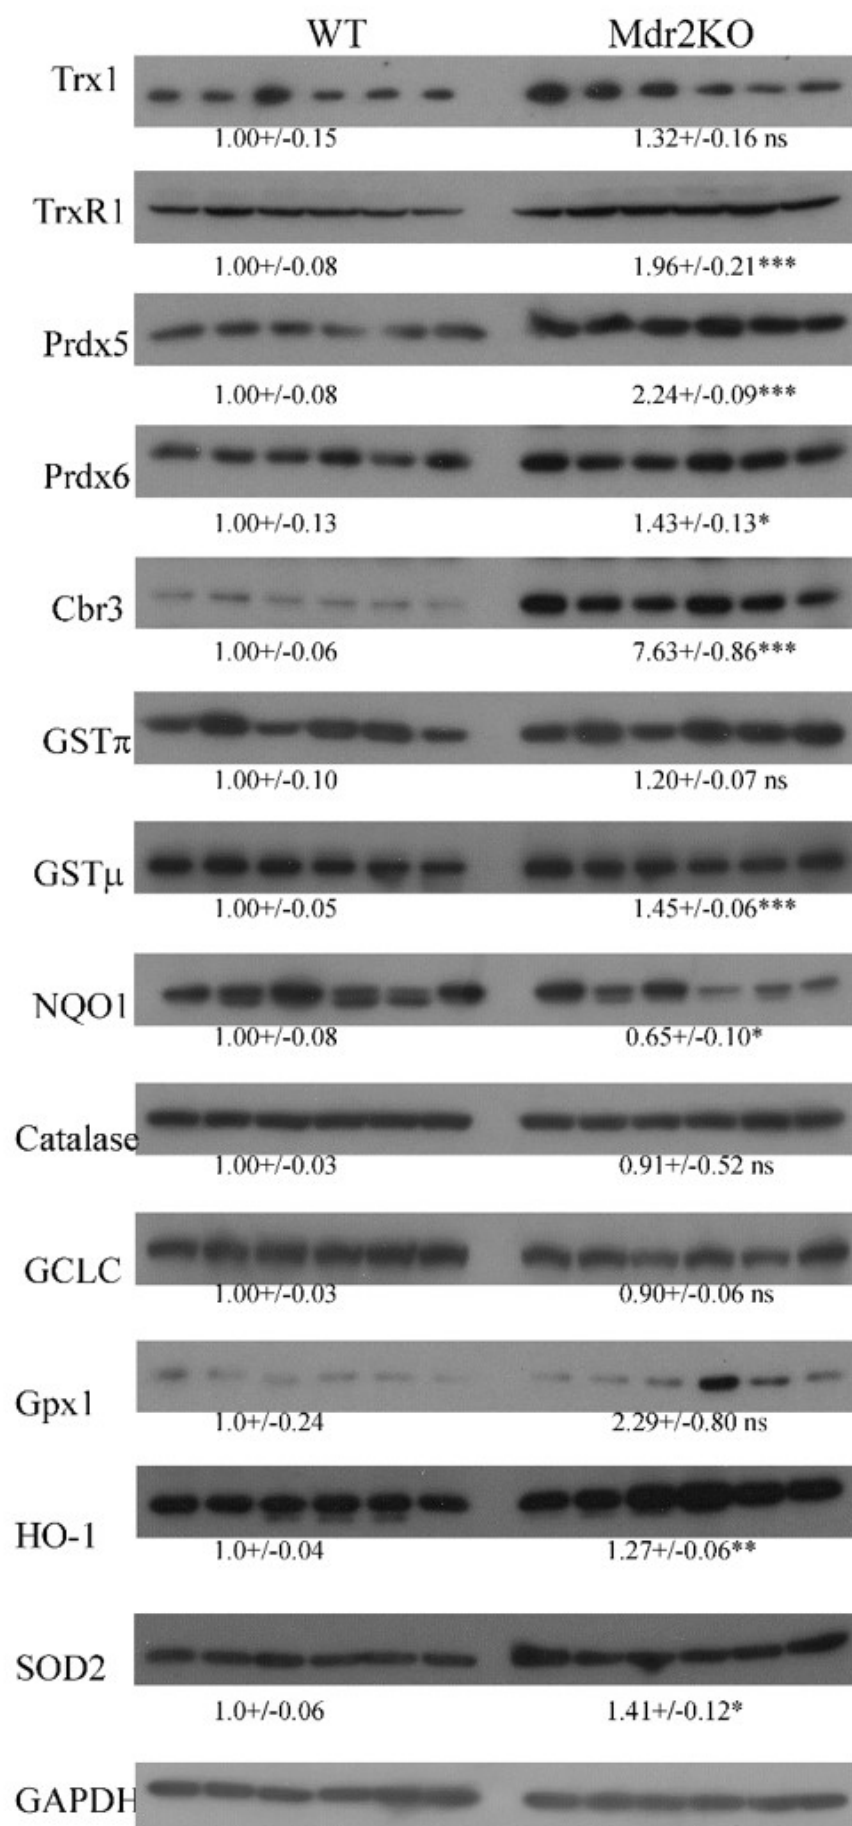 WT Mdr2KO
Trx1
1.00+/-0.15 1.32+/-0.16 ns
TrxR1
1.00+/-0.08 1.96+/-0.21***
Prdx5
1.00+/-0.08 2.24+/-0.09***
Prdx6
1.00+/-0.13 1.43+/-0.13*
Cbr3
1.00+/-0.06 7.63+/-0.86***
GSTπ
1.00+/-0.10 1.20+/-0.07 ns
GSTμ
1.00+/-0.05 1.45+/-0.06***
NQO1
1.00+/-0.08 0.65+/-0.10*
Catalase
1.00+/-0.03 0.91+/-0.52 ns
GCLC
1.00+/-0.03 0.90+/-0.06 ns
Gpx1
1.0+/-0.24 2.29+/-0.80 ns
HO-1
1.0+/-0.04 1.27+/-0.06**
SOD2
1.0+/-0.06 1.41+/-0.12*
GAPDH